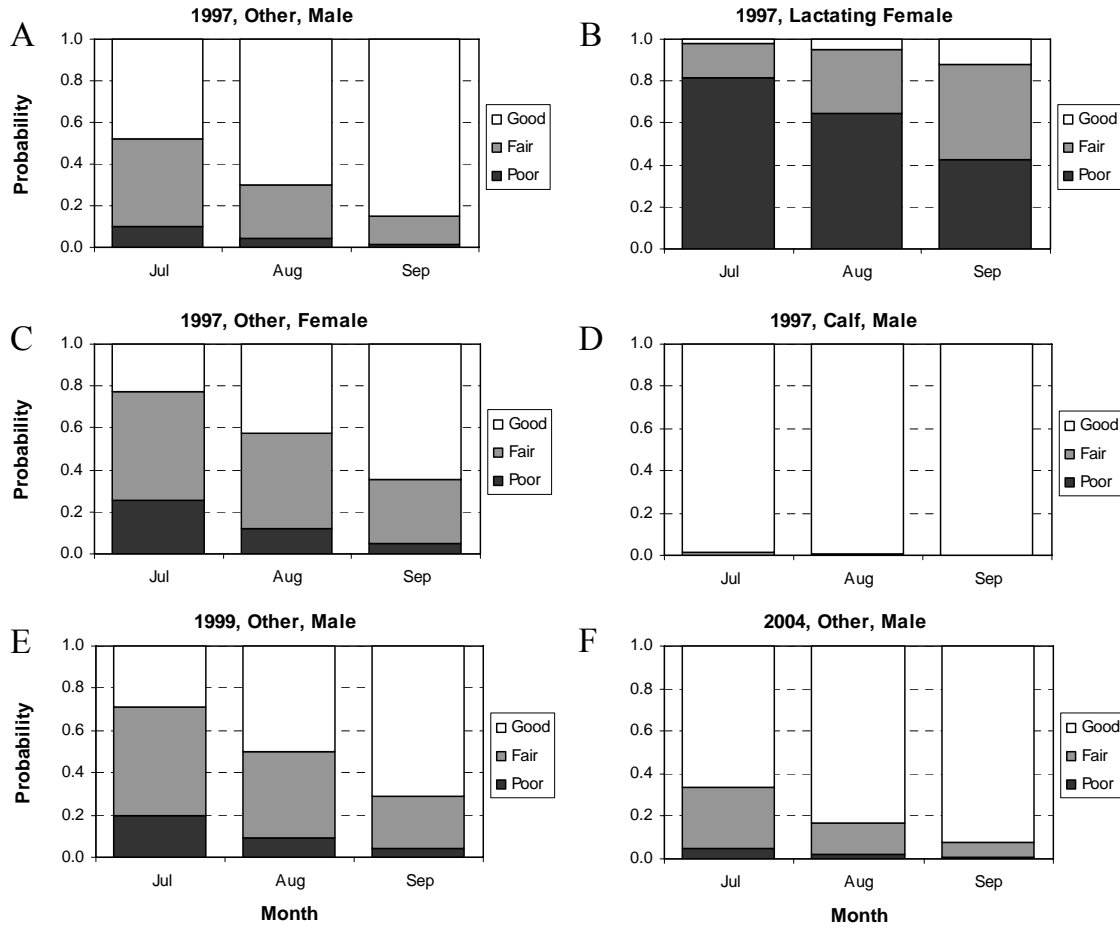 A
1997, Other, Male
Probability
1.0
0.8
0.6
0.4
0.2
0.0
Jul Aug Sep
Good
Fair
Poor
B
1997, Lactating Female
1.0
0.8
0.6
0.4
0.2
0.0
Jul Aug Sep
Good
Fair
Poor
C
1997, Other, Female
Probability
1.0
0.8
0.6
0.4
0.2
0.0
Jul Aug Sep
Good
Fair
Poor
D
1997, Calf, Male
1.0
0.8
0.6
0.4
0.2
0.0
Jul Aug Sep
Good
Fair
Poor
E
1999, Other, Male
Probability
1.0
0.8
0.6
0.4
0.2
0.0
Jul Aug Sep
Month
Good
Fair
Poor
F
2004, Other, Male
1.0
0.8
0.6
0.4
0.2
0.0
Jul Aug Sep
Month
Good
Fair
Poor